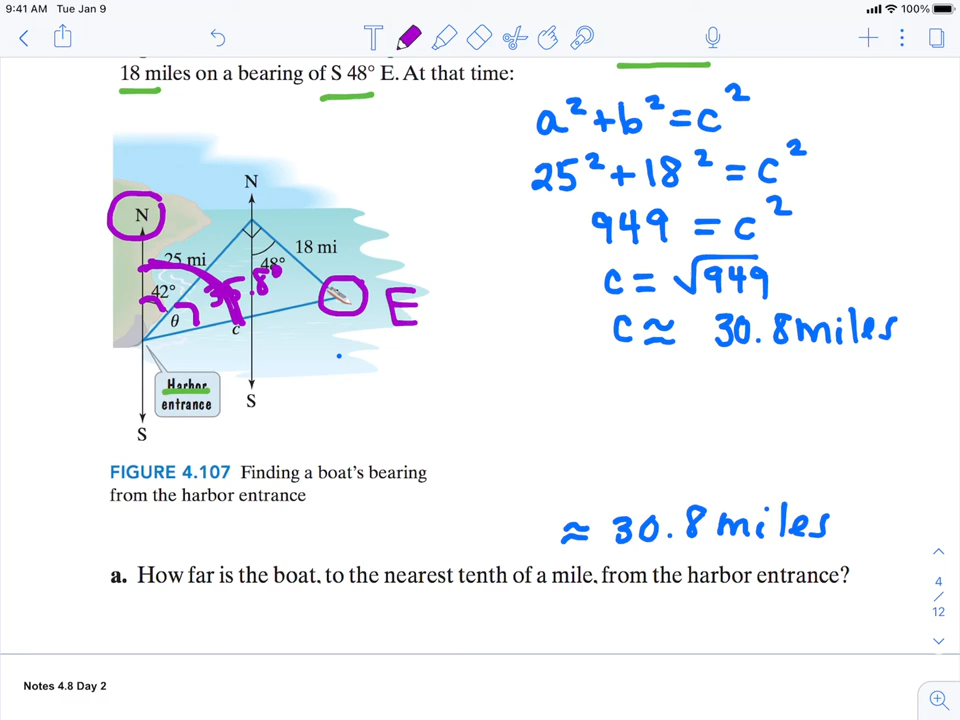 9:41 AM Tue Jan 9
100%
18 miles on a bearing of S 48° E. At that time:
a² + b² = c²
25² + 18² = c²
949 = c²
c = √949
c ≈ 30.8 miles
N
N
18 mi
25 mi
48°
42°
8°
E
θ
c
Harbor
entrance
S
S
FIGURE 4.107 Finding a boat's bearing
from the harbor entrance
≈ 30.8 miles
a. How far is the boat, to the nearest tenth of a mile, from the harbor entrance?
4
/
12
Notes 4.8 Day 2